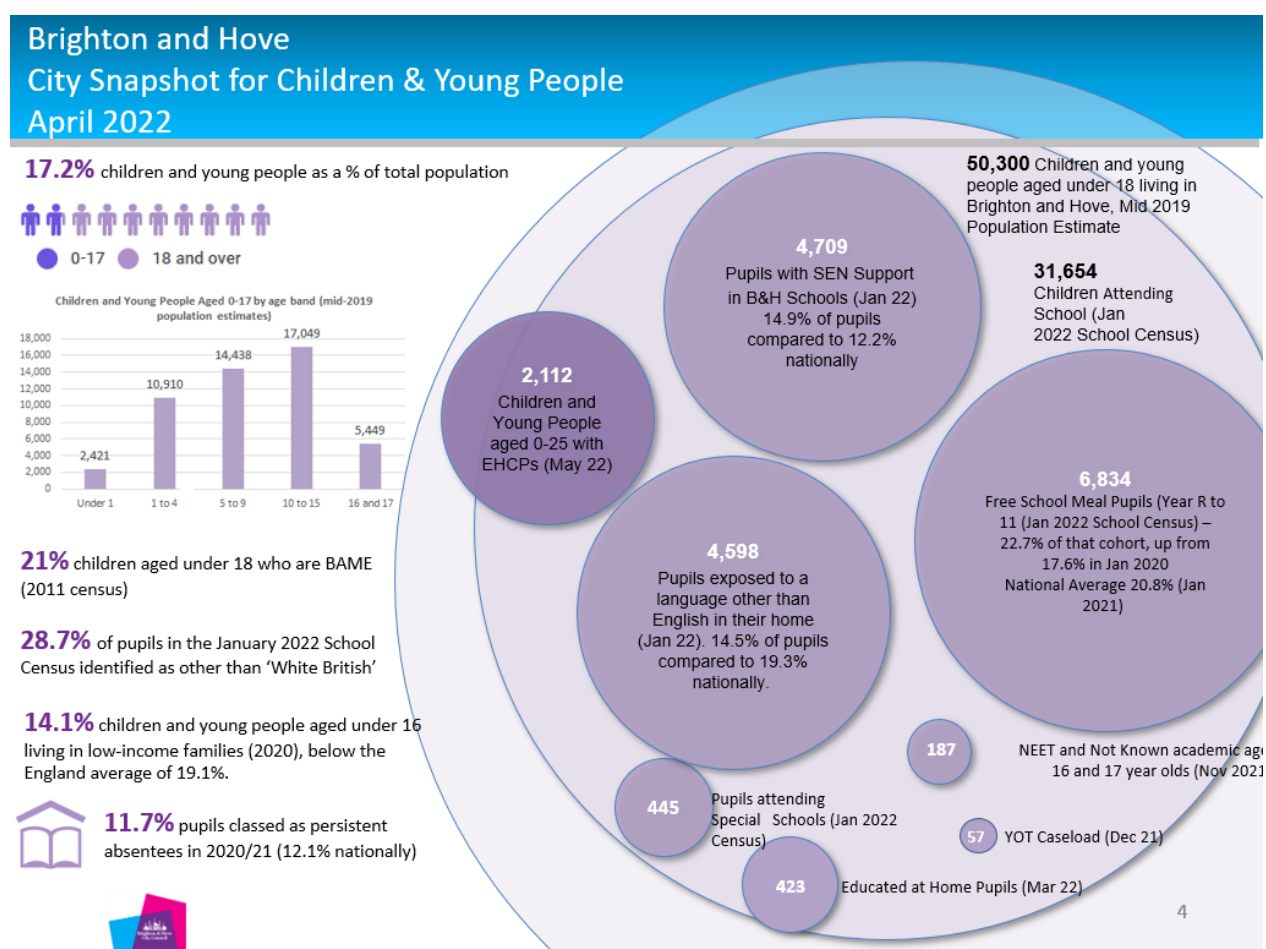 Brighton and Hove
City Snapshot for Children & Young People
April 2022
17.2% children and young people as a % of total population
0-17
18 and over
Children and Young People Aged 0-17 by age band (mid-2019
population estimates)
18,000
16,000
14,000
12,000
10,000
8,000
6,000
4,000
2,000
0
2,421
10,910
14,438
17,049
5,449
Under 1
1 to 4
5 to 9
10 to 15
16 and 17
21% children aged under 18 who are BAME
(2011 census)
28.7% of pupils in the January 2022 School
Census identified as other than ‘White British’
14.1% children and young people aged under 16
living in low-income families (2020), below the
England average of 19.1%.
11.7% pupils classed as persistent
absentees in 2020/21 (12.1% nationally)
Brighton & Hove
City Council
50,300 Children and young
people aged under 18 living in
Brighton and Hove, Mid 2019
Population Estimate
31,654
Children Attending
School (Jan
2022 School Census)
4,709
Pupils with SEN Support
in B&H Schools (Jan 22)
14.9% of pupils
compared to 12.2%
nationally
2,112
Children and
Young People
aged 0-25 with
EHCPs (May 22)
6,834
Free School Meal Pupils (Year R to
11 (Jan 2022 School Census) –
22.7% of that cohort, up from
17.6% in Jan 2020
National Average 20.8% (Jan
2021)
4,598
Pupils exposed to a
language other than
English in their home
(Jan 22). 14.5% of pupils
compared to 19.3%
nationally.
187
NEET and Not Known academic age
16 and 17 year olds (Nov 2021
445
Pupils attending
Special Schools (Jan 2022
Census)
57
YOT Caseload (Dec 21)
423
Educated at Home Pupils (Mar 22)
4